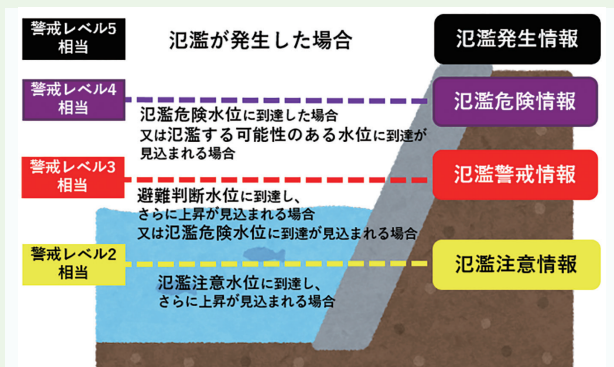 警戒レベル5
相当
氾濫が発生した場合
氾濫発生情報
警戒レベル4
相当
氾濫危険水位に到達した場合
又は氾濫する可能性のある水位に到達が
見込まれる場合
氾濫危険情報
警戒レベル3
相当
避難判断水位に到達し、
さらに上昇が見込まれる場合
又は氾濫危険水位に到達が見込まれる場合
氾濫警戒情報
警戒レベル2
相当
氾濫注意水位に到達し、
さらに上昇が見込まれる場合
氾濫注意情報